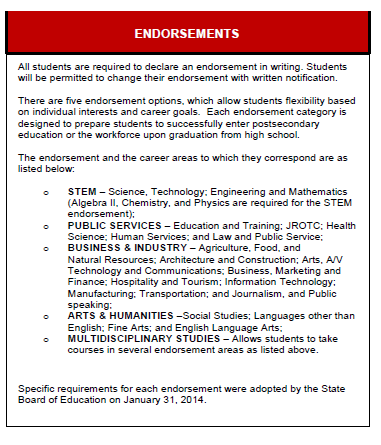 ENDORSEMENTS
All students are required to declare an endorsement in writing. Students
will be permitted to change their endorsement with written notification.
There are five endorsement options, which allow students flexibility based
on individual interests and career goals. Each endorsement category is
designed to prepare students to successfully enter postsecondary
education or the workforce upon graduation from high school.
The endorsement and the career areas to which they correspond are as
listed below:
o STEM – Science, Technology; Engineering and Mathematics
(Algebra II, Chemistry, and Physics are required for the STEM
endorsement);
o PUBLIC SERVICES – Education and Training; JROTC; Health
Science; Human Services; and Law and Public Service;
o BUSINESS & INDUSTRY – Agriculture, Food, and
Natural Resources; Architecture and Construction; Arts, A/V
Technology and Communications; Business, Marketing and
Finance; Hospitality and Tourism; Information Technology;
Manufacturing; Transportation; and Journalism, and Public
speaking;
o ARTS & HUMANITIES –Social Studies; Languages other than
English; Fine Arts; and English Language Arts;
o MULTIDISCIPLINARY STUDIES – Allows students to take
courses in several endorsement areas as listed above.
Specific requirements for each endorsement were adopted by the State
Board of Education on January 31, 2014.